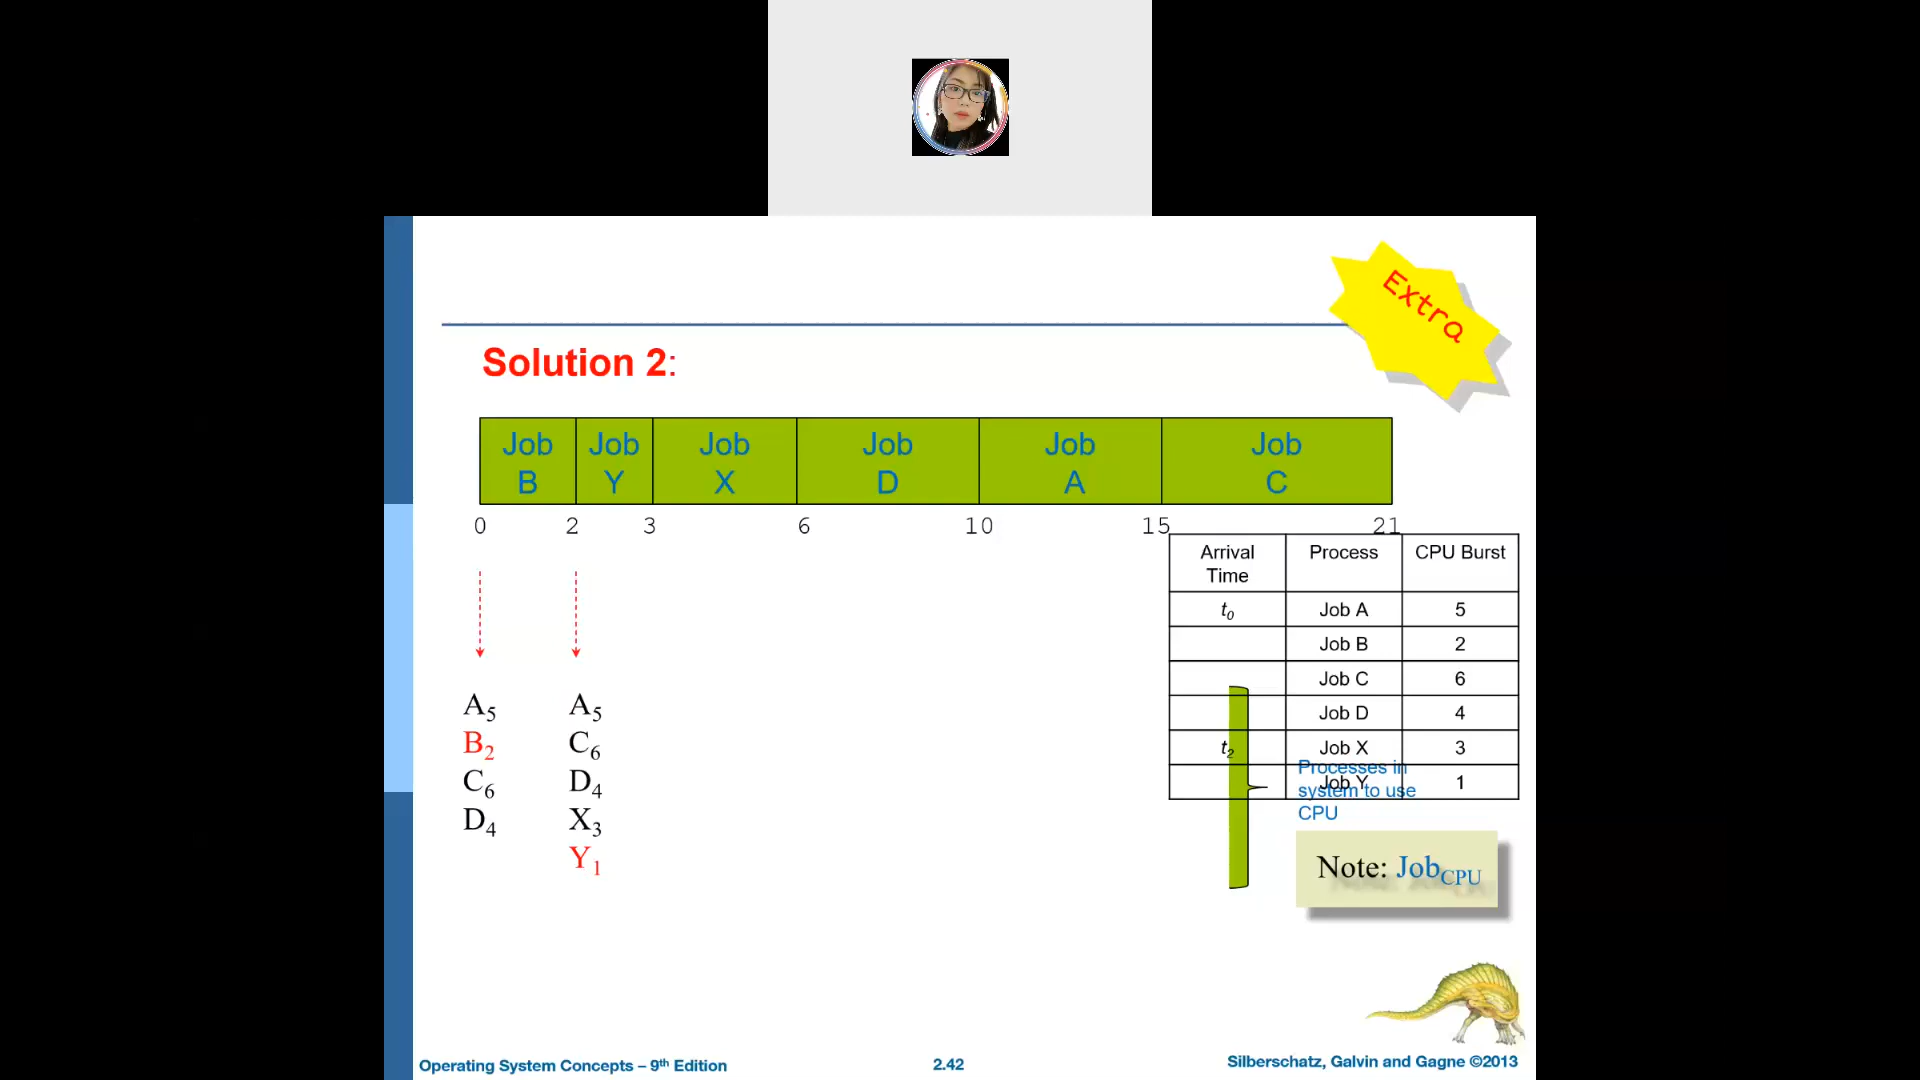 Extra
Solution 2:
Job B
Job Y
Job X
Job D
Job A
Job C
0 2 3 6 10 15 21
Arrival Time Process CPU Burst
t0 Job A 5
Job B 2
Job C 6
Job D 4
t2 Job X 3
Job Y 1
A5 A5
B2 C6
C6 D4
D4 X3
Y1
Processes in
system to use
CPU
Note: JobCPU
Operating System Concepts – 9th Edition
2.42
Silberschatz, Galvin and Gagne ©2013